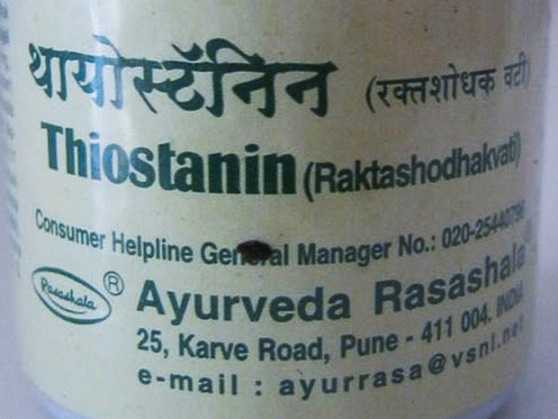 थायोस्टॅनिन (रक्तशोधक वटी)
Thiostanin (Raktashodhakvati)
Consumer Helpline General Manager No.: 020-25440796
Rasashala ® Ayurveda Rasashala
25, Karve Road, Pune - 411 004. INDIA
e-mail : ayurrasa@vsnl.net